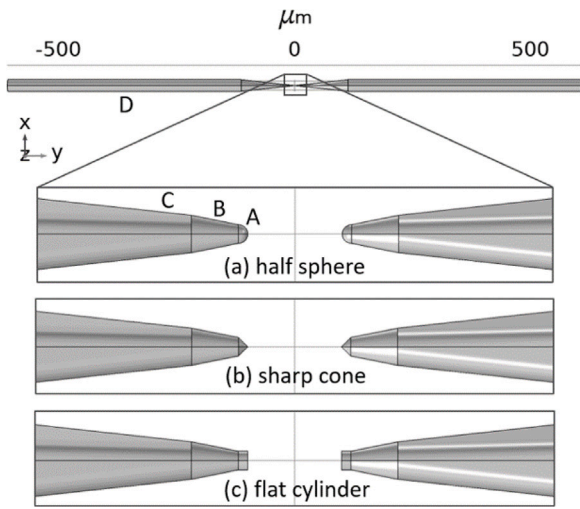 μm
-500 0 500
D
x
z y
C B A
(a) half sphere
(b) sharp cone
(c) flat cylinder